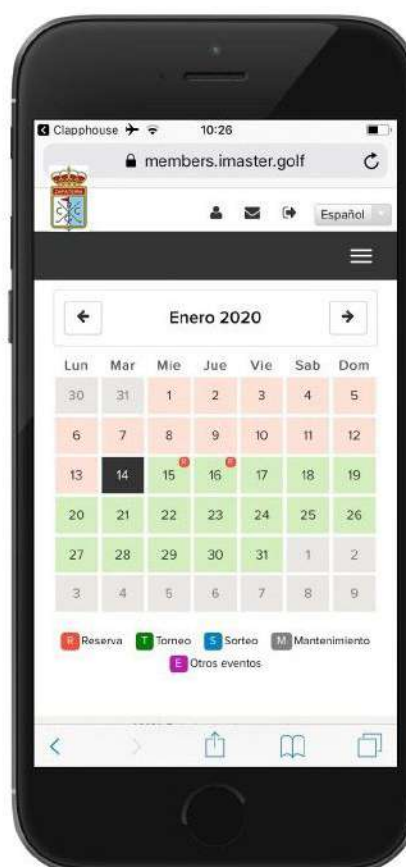 Clapphouse 10:26
members.imaster.golf
ZAPATERIA
Español
Enero 2020
Lun Mar Mie Jue Vie Sab Dom
30 31 1 2 3 4 5
6 7 8 9 10 11 12
13 14 15 R 16 R 17 18 19
20 21 22 23 24 25 26
27 28 29 30 31 1 2
3 4 5 6 7 8 9
R Reserva T Torneo S Sorteo M Mantenimiento
E Otros eventos